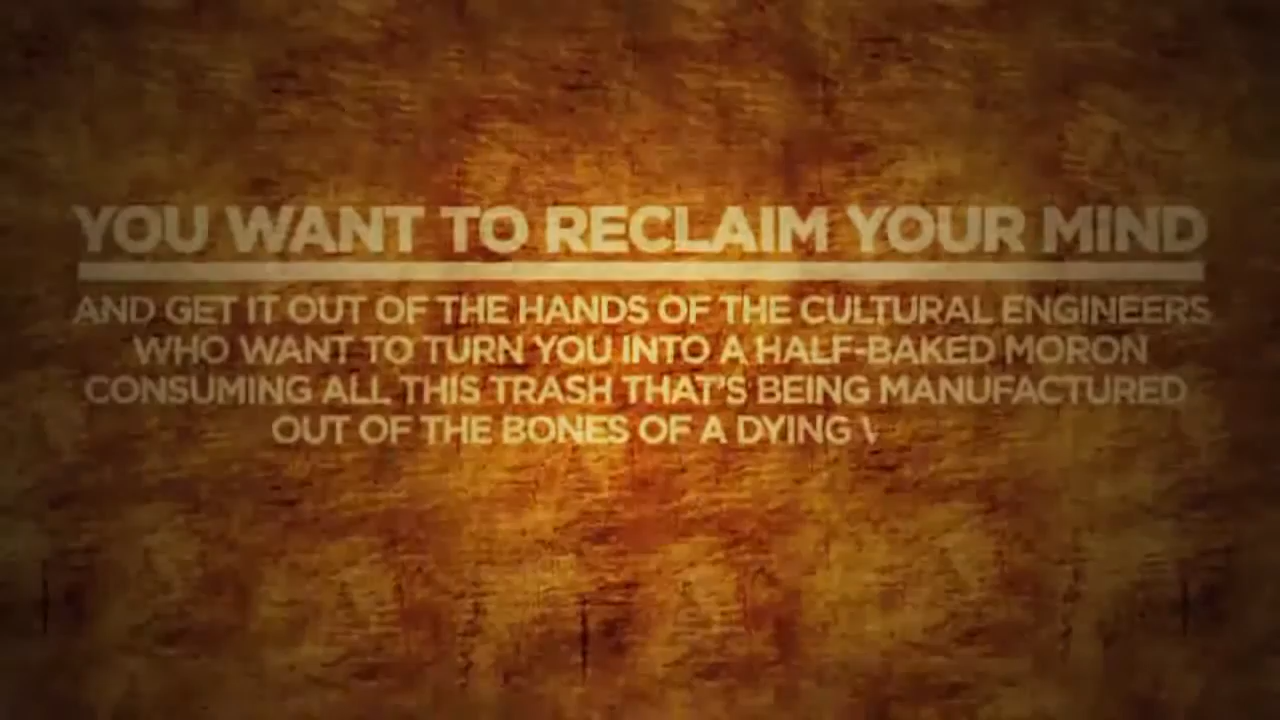 YOU WANT TO RECLAIM YOUR MIND
AND GET IT OUT OF THE HANDS OF THE CULTURAL ENGINEERS
WHO WANT TO TURN YOU INTO A HALF-BAKED MORON
CONSUMING ALL THIS TRASH THAT'S BEING MANUFACTURED
OUT OF THE BONES OF A DYING